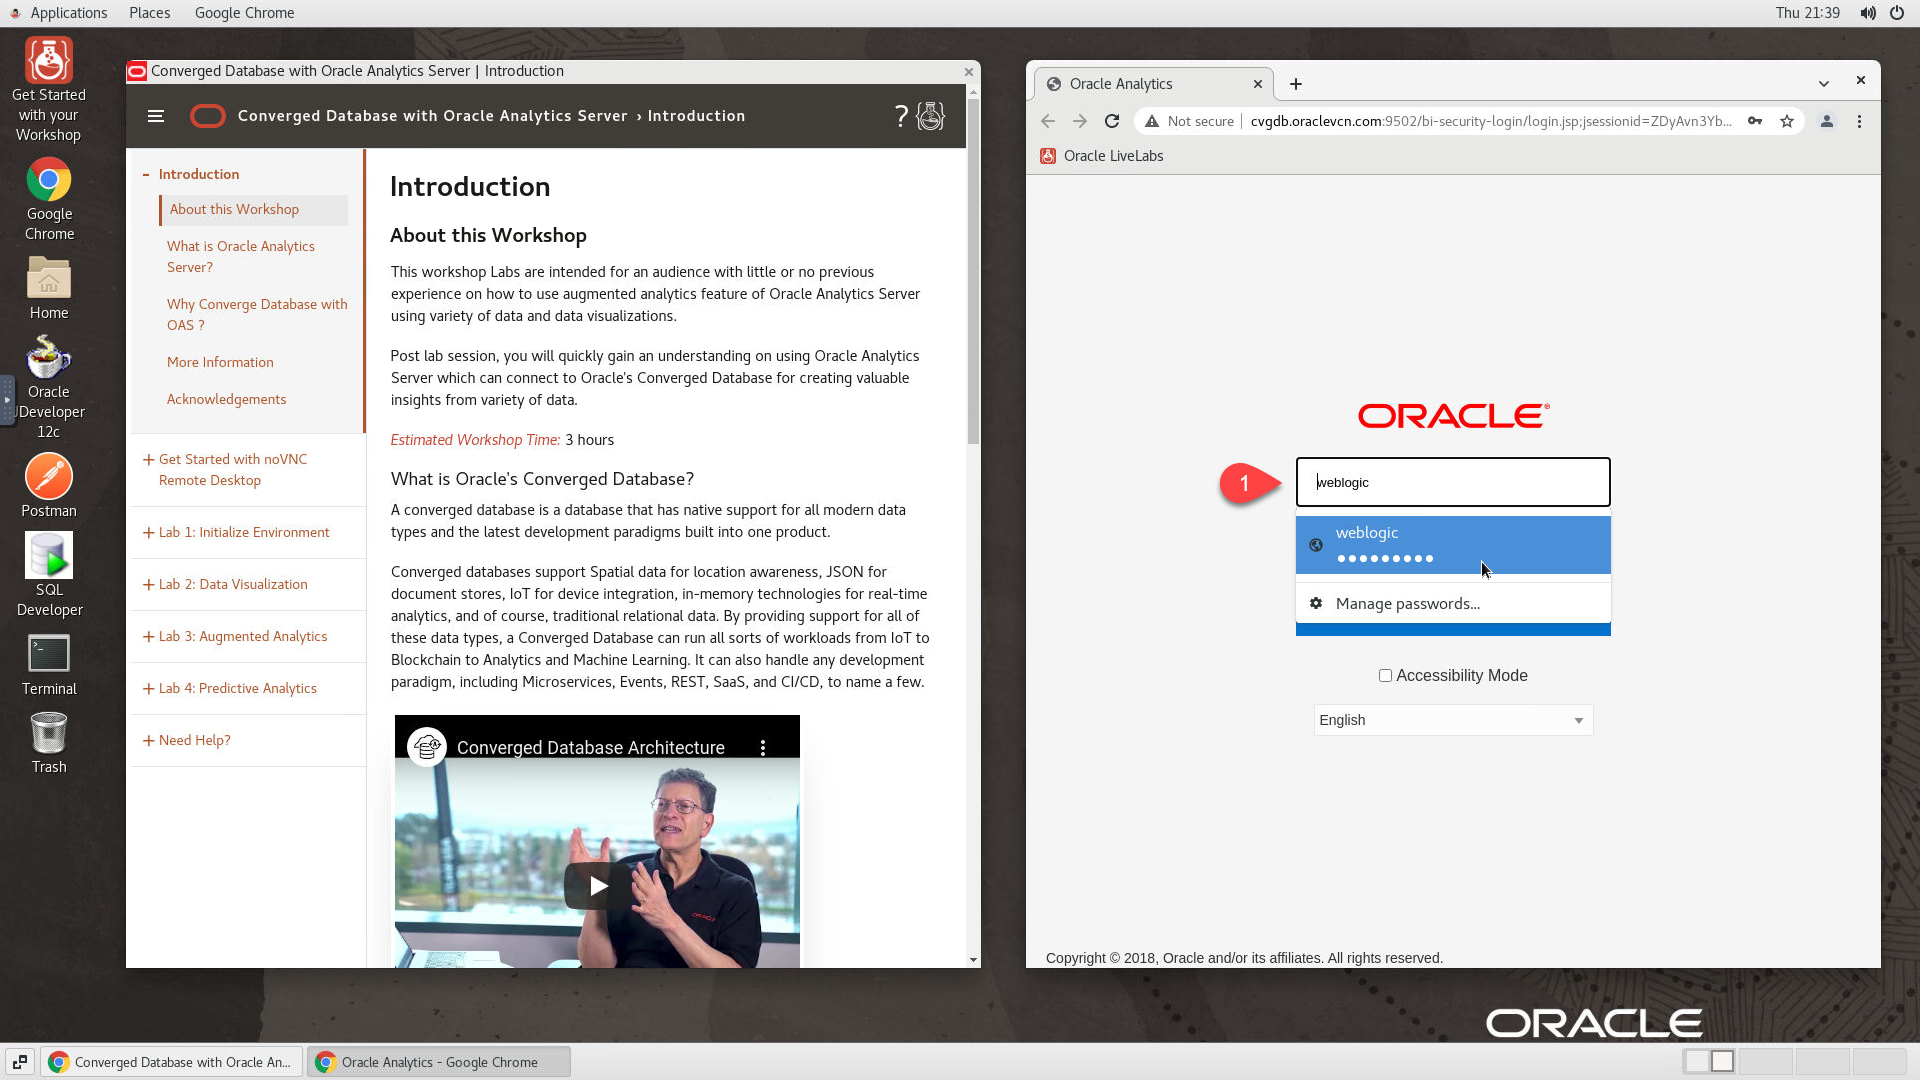 Applications Places Google Chrome Thu 21:39
Get Started
with your
Workshop
Google
Chrome
Home
Oracle
JDeveloper
12c
Postman
SQL
Developer
Terminal
Trash
Converged Database with Oracle Analytics Server | Introduction
Converged Database with Oracle Analytics Server › Introduction ?
- Introduction
About this Workshop
What is Oracle Analytics
Server?
Why Converge Database with
OAS ?
More Information
Acknowledgements
+ Get Started with noVNC
Remote Desktop
+ Lab 1: Initialize Environment
+ Lab 2: Data Visualization
+ Lab 3: Augmented Analytics
+ Lab 4: Predictive Analytics
+ Need Help?
Introduction
About this Workshop
This workshop Labs are intended for an audience with little or no previous
experience on how to use augmented analytics feature of Oracle Analytics Server
using variety of data and data visualizations.
Post lab session, you will quickly gain an understanding on using Oracle Analytics
Server which can connect to Oracle's Converged Database for creating valuable
insights from variety of data.
Estimated Workshop Time: 3 hours
What is Oracle's Converged Database?
A converged database is a database that has native support for all modern data
types and the latest development paradigms built into one product.
Converged databases support Spatial data for location awareness, JSON for
document stores, IoT for device integration, in-memory technologies for real-time
analytics, and of course, traditional relational data. By providing support for all of
these data types, a Converged Database can run all sorts of workloads from IoT to
Blockchain to Analytics and Machine Learning. It can also handle any development
paradigm, including Microservices, Events, REST, SaaS, and CI/CD, to name a few.
Converged Database Architecture
ORACLE
Oracle Analytics
Not secure | cvgdb.oraclevcn.com:9502/bi-security-login/login.jsp;jsessionid=ZDyAvn3Yb...
Oracle LiveLabs
ORACLE®
1
weblogic
weblogic
•••••••••
Manage passwords...
Accessibility Mode
English
Copyright © 2018, Oracle and/or its affiliates. All rights reserved.
ORACLE
Converged Database with Oracle An...
Oracle Analytics - Google Chrome